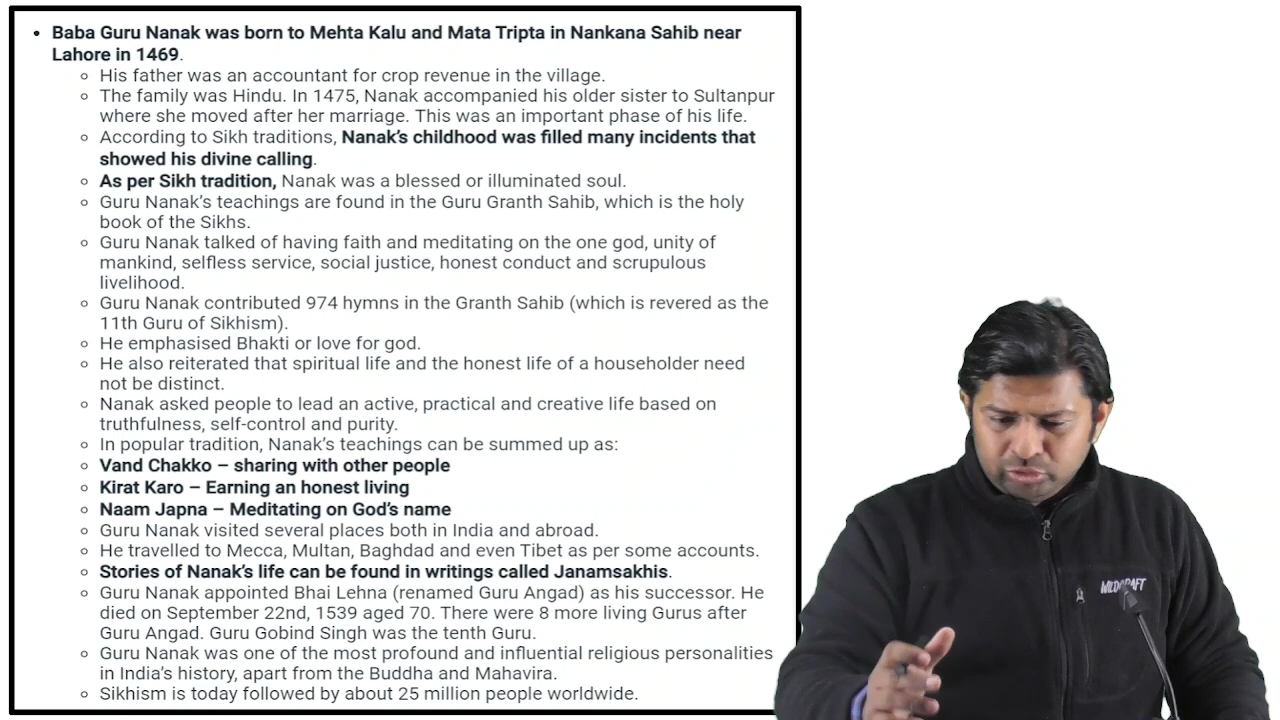 • Baba Guru Nanak was born to Mehta Kalu and Mata Tripta in Nankana Sahib near
Lahore in 1469.
◦ His father was an accountant for crop revenue in the village.
◦ The family was Hindu. In 1475, Nanak accompanied his older sister to Sultanpur
where she moved after her marriage. This was an important phase of his life.
◦ According to Sikh traditions, Nanak's childhood was filled many incidents that
showed his divine calling.
◦ As per Sikh tradition, Nanak was a blessed or illuminated soul.
◦ Guru Nanak's teachings are found in the Guru Granth Sahib, which is the holy
book of the Sikhs.
◦ Guru Nanak talked of having faith and meditating on the one god, unity of
mankind, selfless service, social justice, honest conduct and scrupulous
livelihood.
◦ Guru Nanak contributed 974 hymns in the Granth Sahib (which is revered as the
11th Guru of Sikhism).
◦ He emphasised Bhakti or love for god.
◦ He also reiterated that spiritual life and the honest life of a householder need
not be distinct.
◦ Nanak asked people to lead an active, practical and creative life based on
truthfulness, self-control and purity.
◦ In popular tradition, Nanak's teachings can be summed up as:
◦ Vand Chakko – sharing with other people
◦ Kirat Karo – Earning an honest living
◦ Naam Japna – Meditating on God's name
◦ Guru Nanak visited several places both in India and abroad.
◦ He travelled to Mecca, Multan, Baghdad and even Tibet as per some accounts.
◦ Stories of Nanak's life can be found in writings called Janamsakhis.
◦ Guru Nanak appointed Bhai Lehna (renamed Guru Angad) as his successor. He
died on September 22nd, 1539 aged 70. There were 8 more living Gurus after
Guru Angad. Guru Gobind Singh was the tenth Guru.
◦ Guru Nanak was one of the most profound and influential religious personalities
in India's history, apart from the Buddha and Mahavira.
◦ Sikhism is today followed by about 25 million people worldwide.